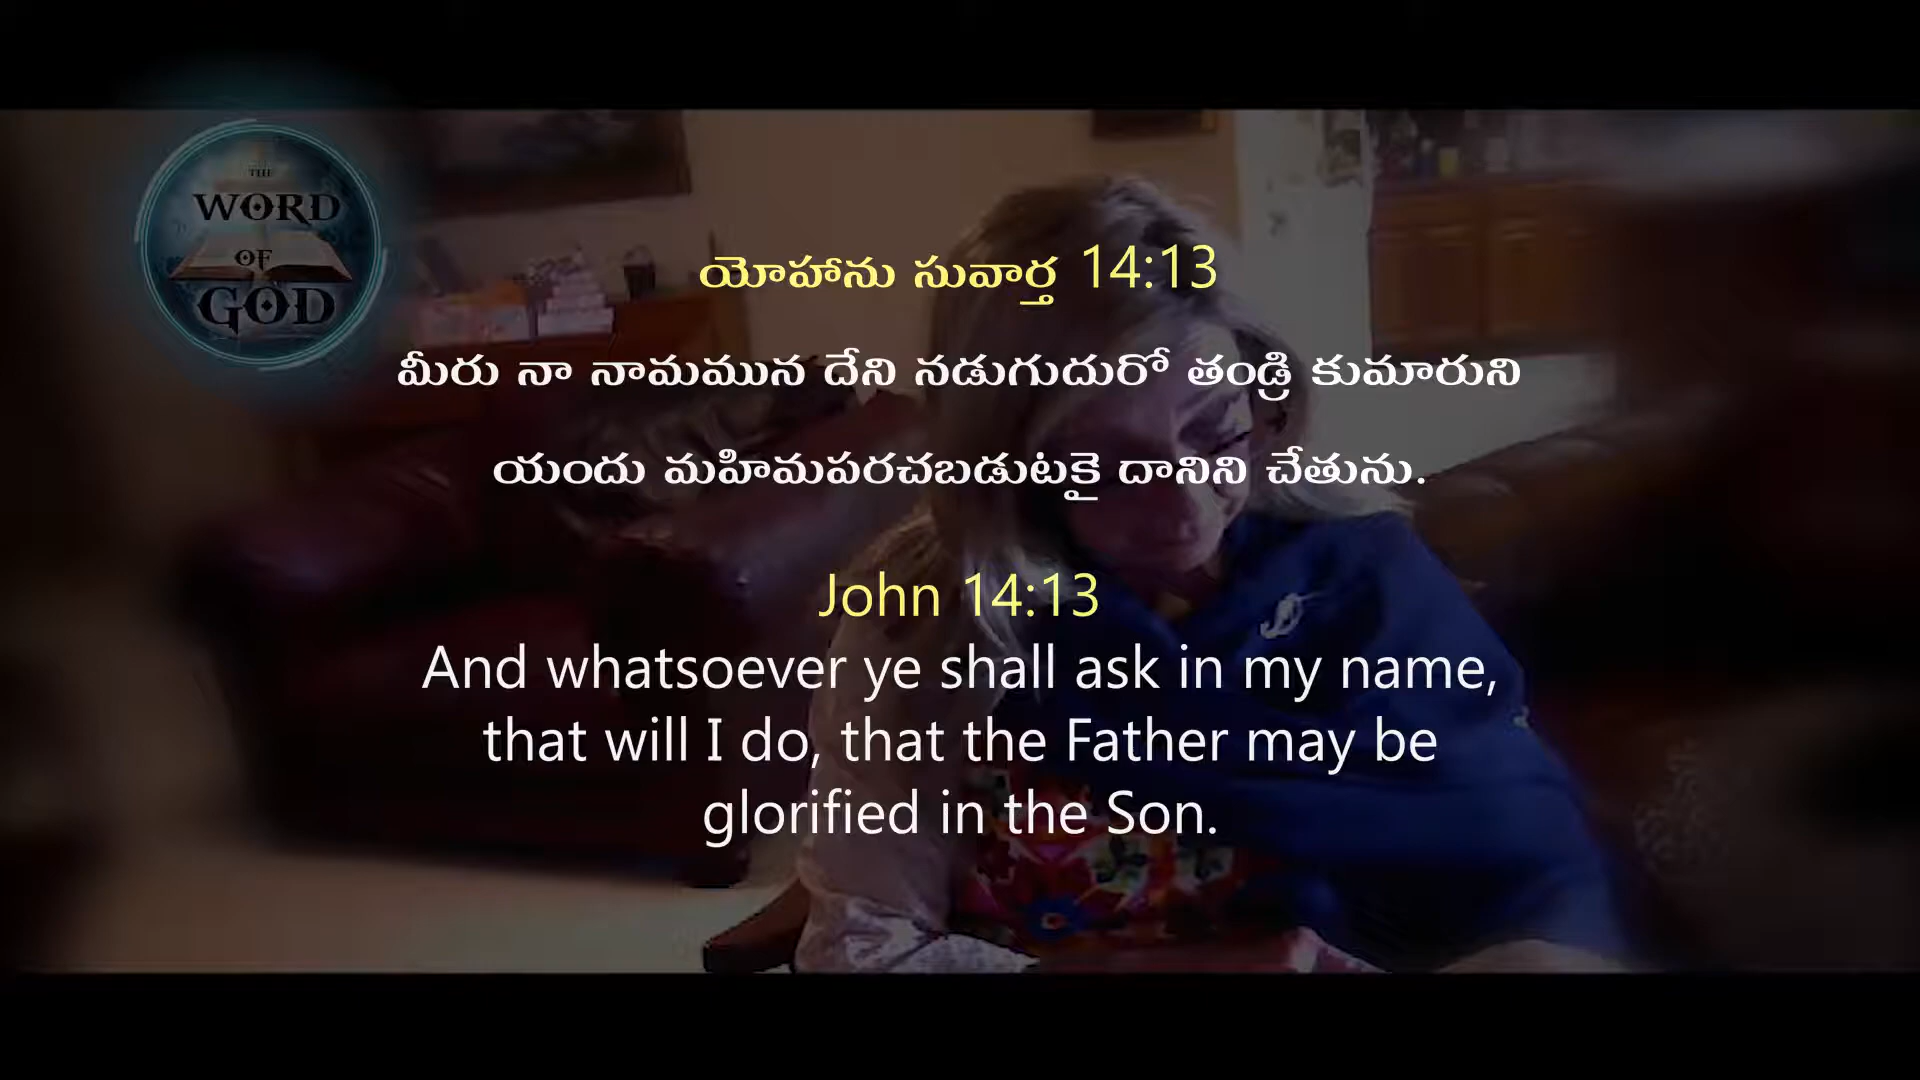 THE
WORD
OF
GOD
యోహాను సువార్త 14:13
మీరు నా నామమున దేని నడుగుదురో తండ్రి కుమారుని
యందు మహిమపరచబడుటకై దానిని చేతును.
John 14:13
And whatsoever ye shall ask in my name,
that will I do, that the Father may be
glorified in the Son.